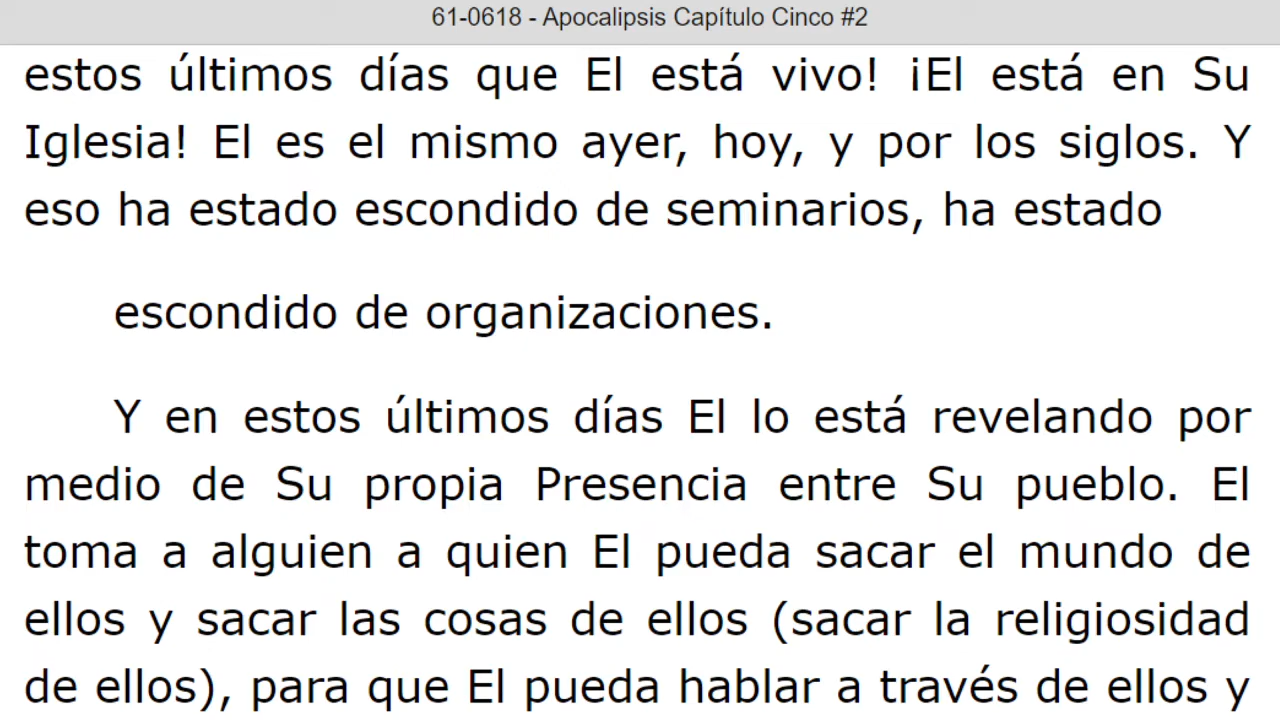 61-0618 - Apocalipsis Capítulo Cinco #2
estos últimos días que El está vivo! ¡El está en Su
Iglesia! El es el mismo ayer, hoy, y por los siglos. Y
eso ha estado escondido de seminarios, ha estado
escondido de organizaciones.
Y en estos últimos días El lo está revelando por
medio de Su propia Presencia entre Su pueblo. El
toma a alguien a quien El pueda sacar el mundo de
ellos y sacar las cosas de ellos (sacar la religiosidad
de ellos), para que El pueda hablar a través de ellos y